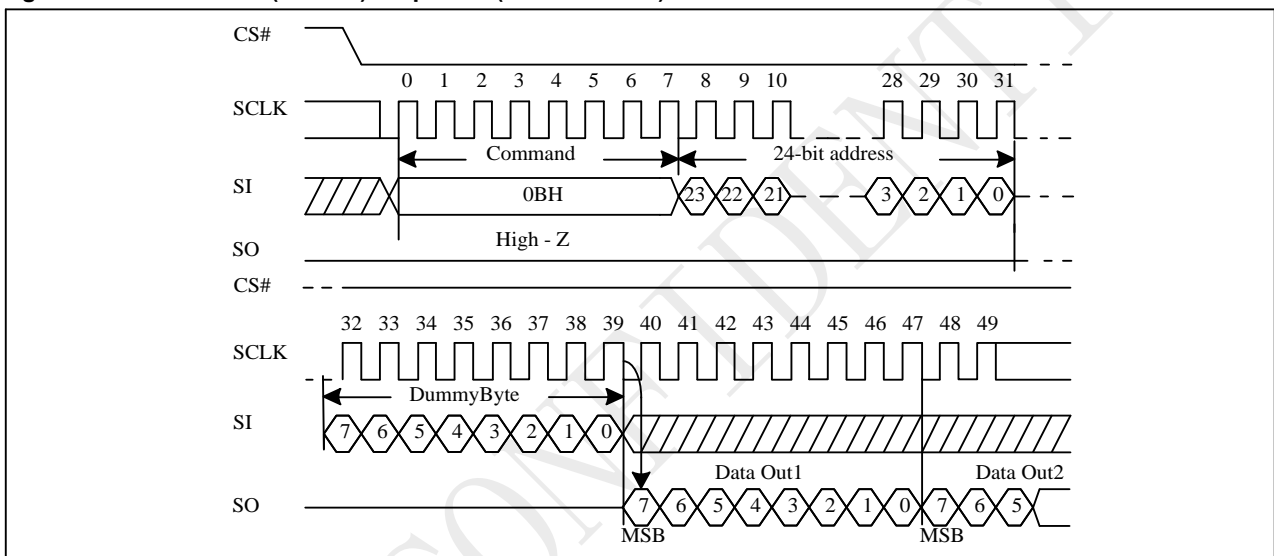 CS#
0 1 2 3 4 5 6 7 8 9 10 28 29 30 31
SCLK
Command 24-bit address
SI 0BH 23 22 21 3 2 1 0
High - Z
SO
CS#
32 33 34 35 36 37 38 39 40 41 42 43 44 45 46 47 48 49
SCLK
DummyByte
SI 7 6 5 4 3 2 1 0
Data Out1 Data Out2
SO 7 6 5 4 3 2 1 0 7 6 5
MSB MSB